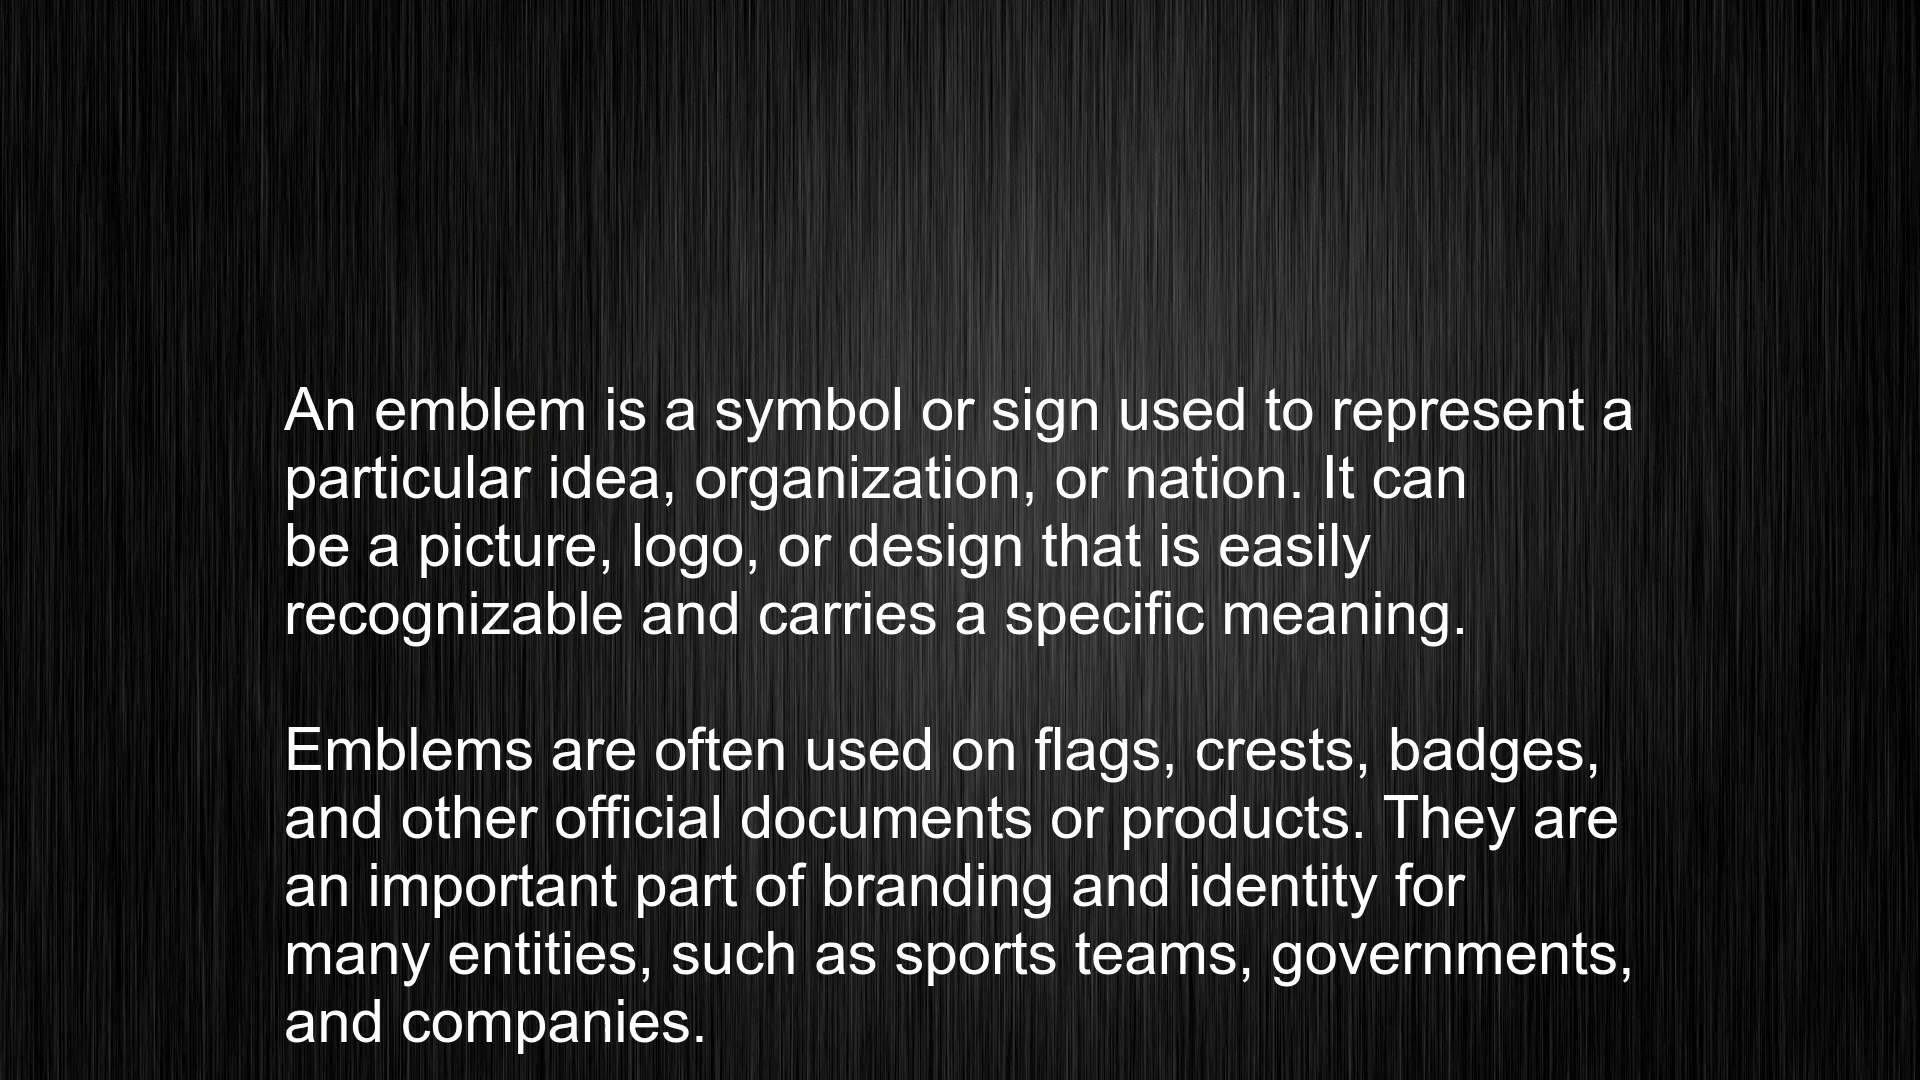 An emblem is a symbol or sign used to represent a
particular idea, organization, or nation. It can
be a picture, logo, or design that is easily
recognizable and carries a specific meaning.
Emblems are often used on flags, crests, badges,
and other official documents or products. They are
an important part of branding and identity for
many entities, such as sports teams, governments,
and companies.